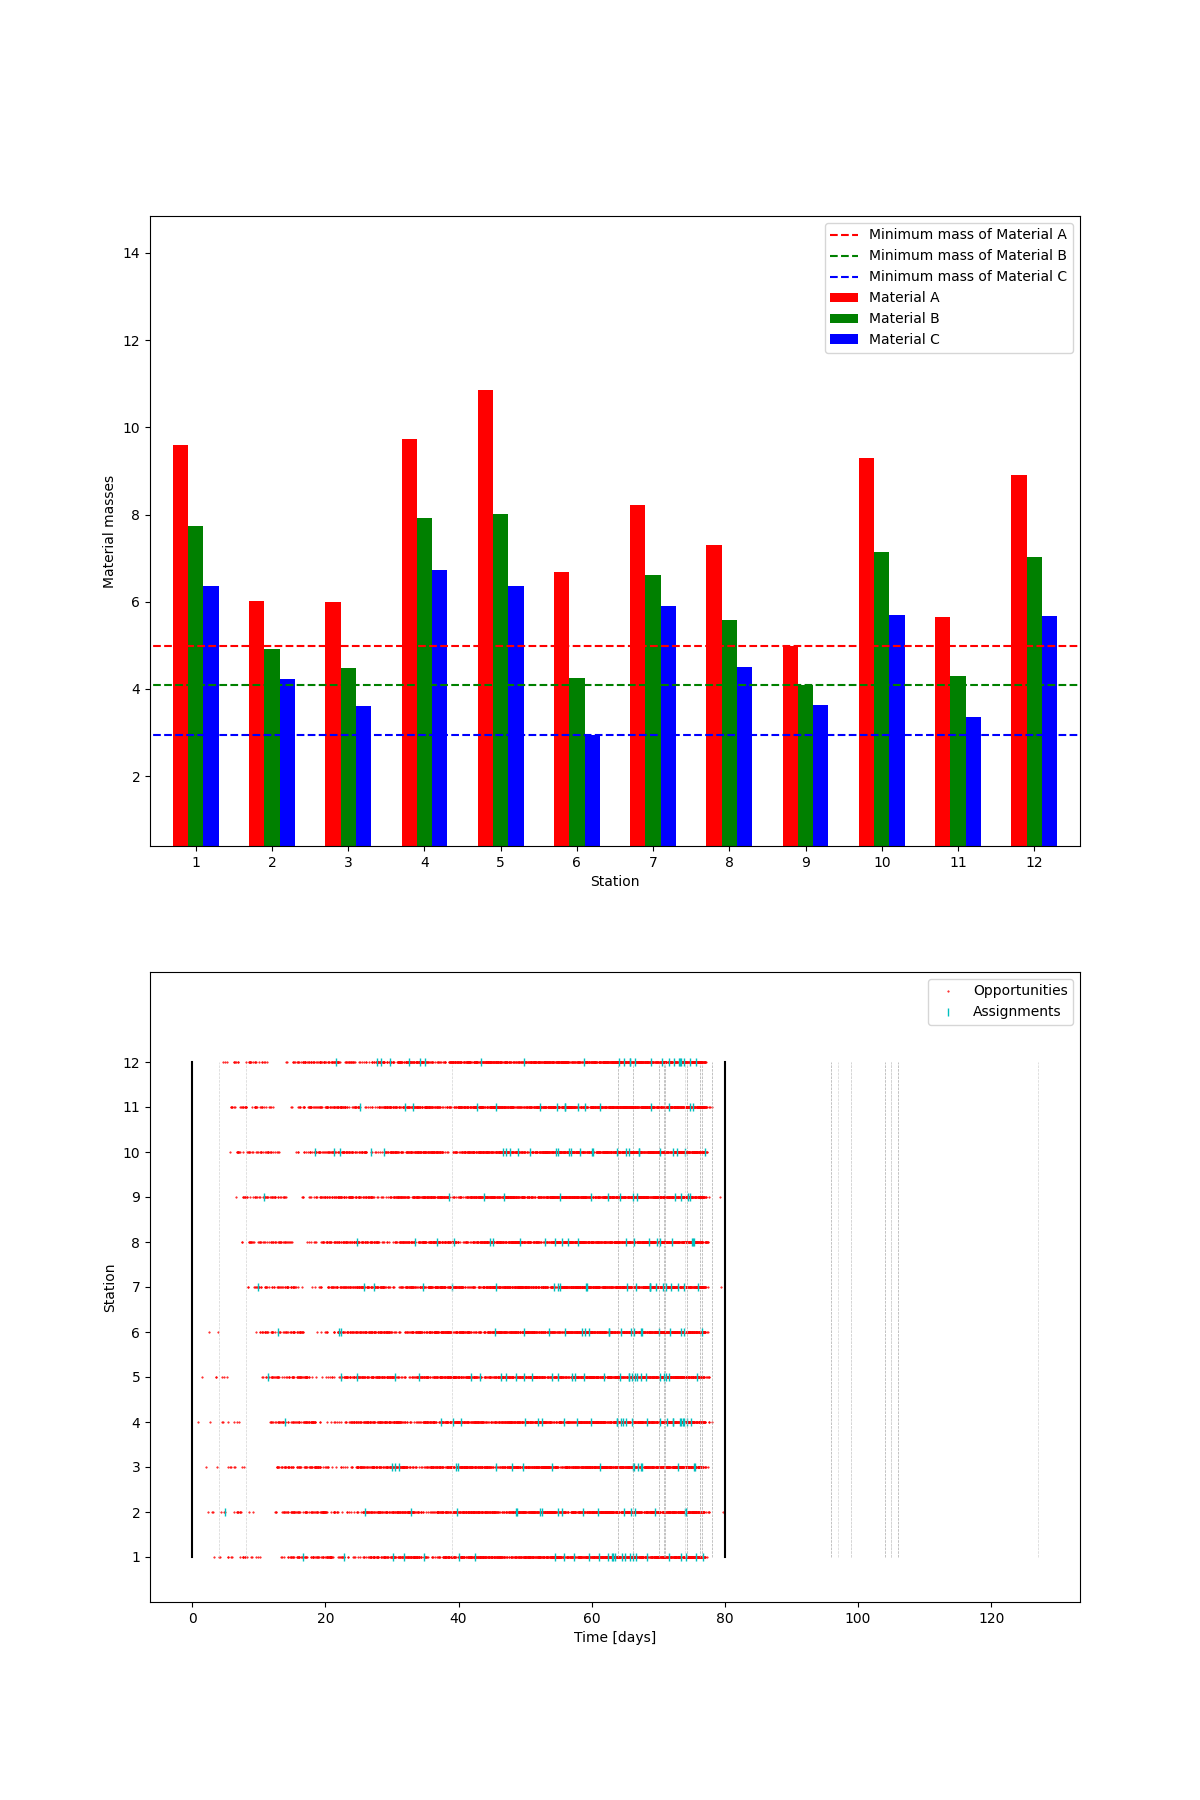 14
12
10
8
6
4
2
Material masses
Minimum mass of Material A
Minimum mass of Material B
Minimum mass of Material C
Material A
Material B
Material C
1 2 3 4 5 6 7 8 9 10 11 12
Station
Opportunities
Assignments
12
11
10
9
8
7
6
5
4
3
2
1
Station
0 20 40 60 80 100 120
Time [days]